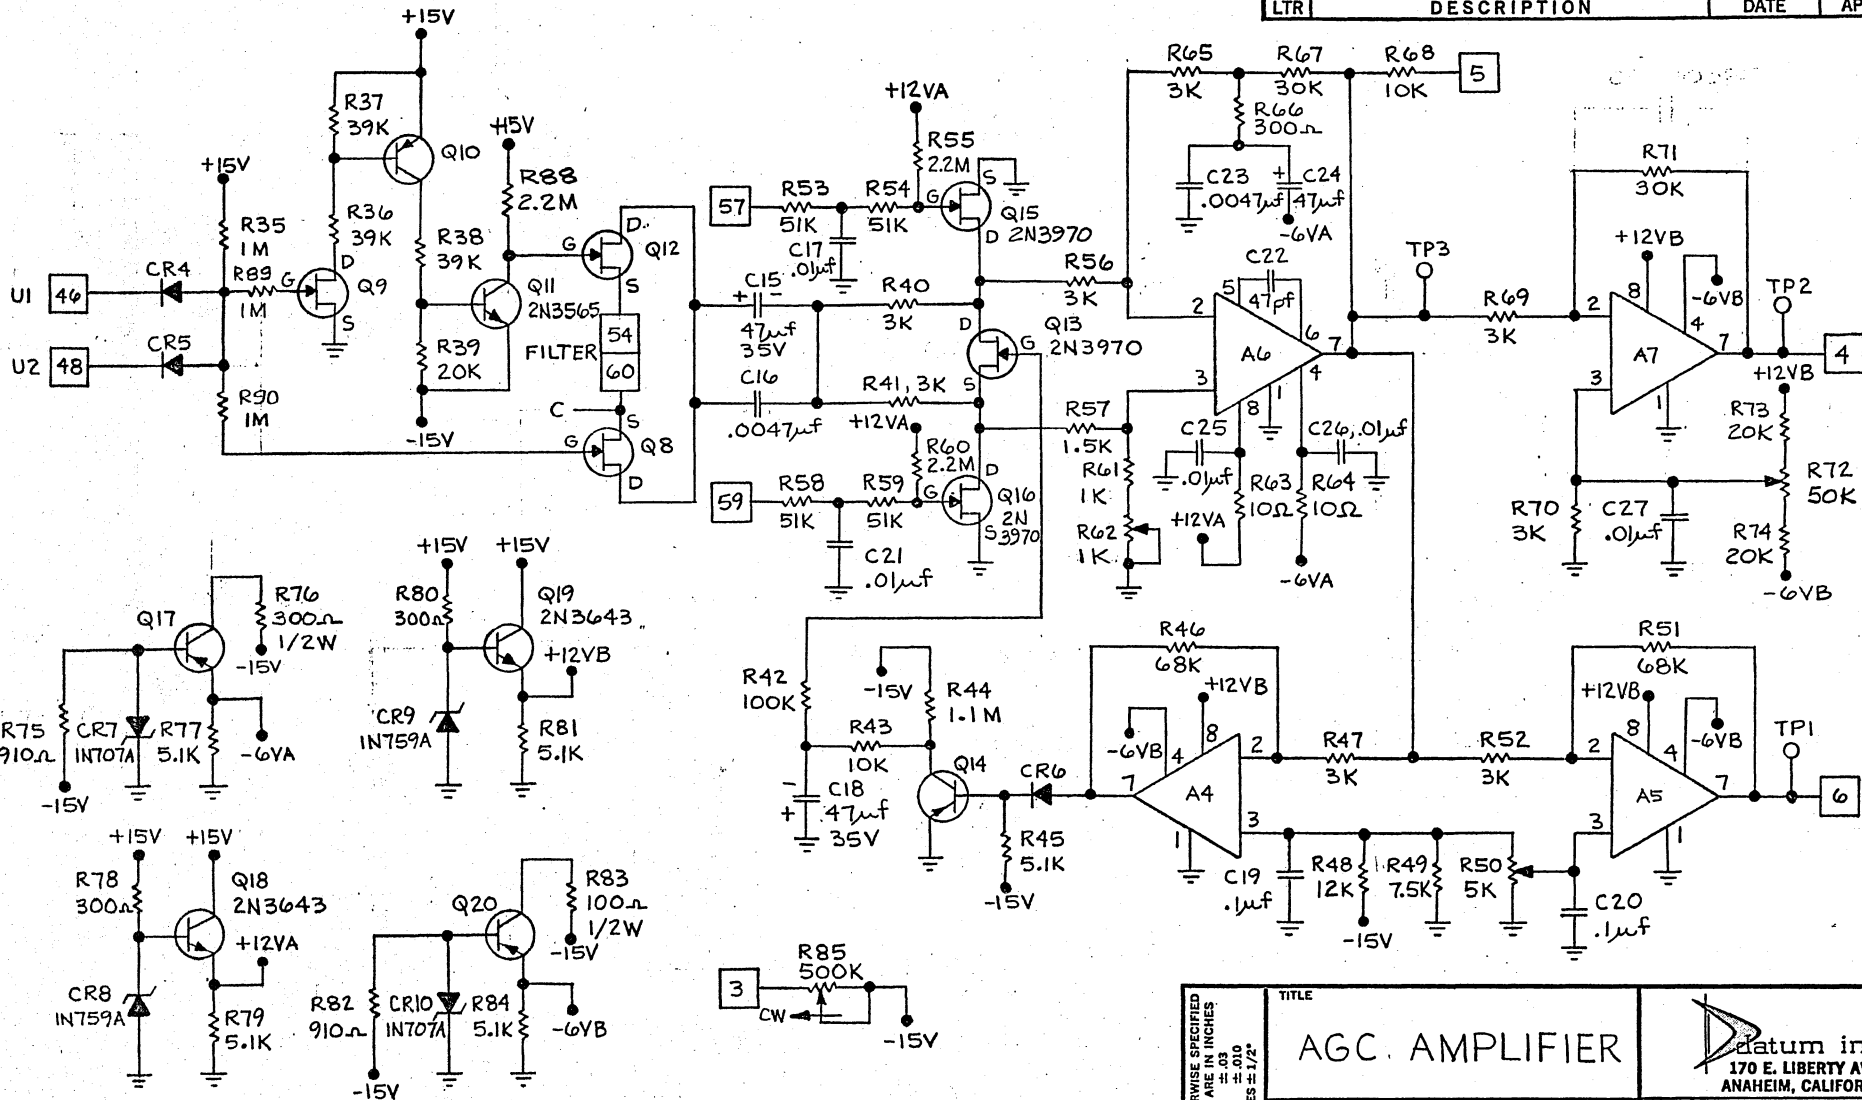 LTR DESCRIPTION DATE AP
+15V
R37
39K
Q10
+15V
R36
39K
+15V
R35
1M
R88
2.2M
R38
39K
U1 46 CR4
R89
1M
G D S Q9
Q11
2N3565
U2 48 CR5
R39
20K
R90
1M
-15V
G D S Q12
FILTER 54
60
C
G S D Q8
C15
+ -
47µf
35V
C16
.0047µf
57 R53
51K
R54
51K
C17
.01µf
+12VA
R55
2.2M
G S D Q15
2N3970
R40
3K
D G S Q13
2N3970
R41, 3K
+12VA
R60
2.2M
59 R58
51K
R59
51K
C21
.01µf
G D S Q16
2N
3970
R56
3K
R57
1.5K
R61
1K
R62
1K
R65
3K
R67
30K
R68
10K
5
R66
300Ω
C23
.0047µf
+ C24
47µf
-6VA
C22
47pf
2 3 5 6 7 4 1 8 A6
C25
.01µf
C26, .01µf
R63
10Ω
R64
10Ω
+12VA
-6VA
TP3
R69
3K
R71
30K
+12VB
-6VB
2 3 8 4 7 1 A7
TP2
4
+12VB
R73
20K
R72
50K
R70
3K
C27
.01µf
R74
20K
-6VB
Q17
R76
300Ω
1/2W
-15V
R75
910Ω
CR7
1N707A
R77
5.1K
-6VA
-15V
+15V
+15V
R80
300Ω
Q19
2N3643
+12VB
CR9
1N759A
R81
5.1K
R42
100K
-15V
R44
1.1M
R43
10K
Q14
CR6
-
+
C18
47µf
35V
R45
5.1K
-15V
R46
68K
+12VB
-6VB
7 4 8 2 3 1 A4
R47
3K
C19
.1µf
R48
12K
-15V
R49
7.5K
R50
5K
R52
3K
R51
68K
+12VB
-6VB
2 3 8 4 7 1 A5
TP1
6
C20
.1µf
+15V
+15V
R78
300Ω
Q18
2N3643
+12VA
CR8
1N759A
R79
5.1K
Q20
R83
100Ω
1/2W
-15V
R82
910Ω
CR10
1N707A
R84
5.1K
-6VB
-15V
3 R85
500K
CW
-15V
RWISE SPECIFIED
ARE IN INCHES
± .03
± .010
ES ± 1/2°
TITLE
AGC. AMPLIFIER
datum in
170 E. LIBERTY A
ANAHEIM, CALIFOR